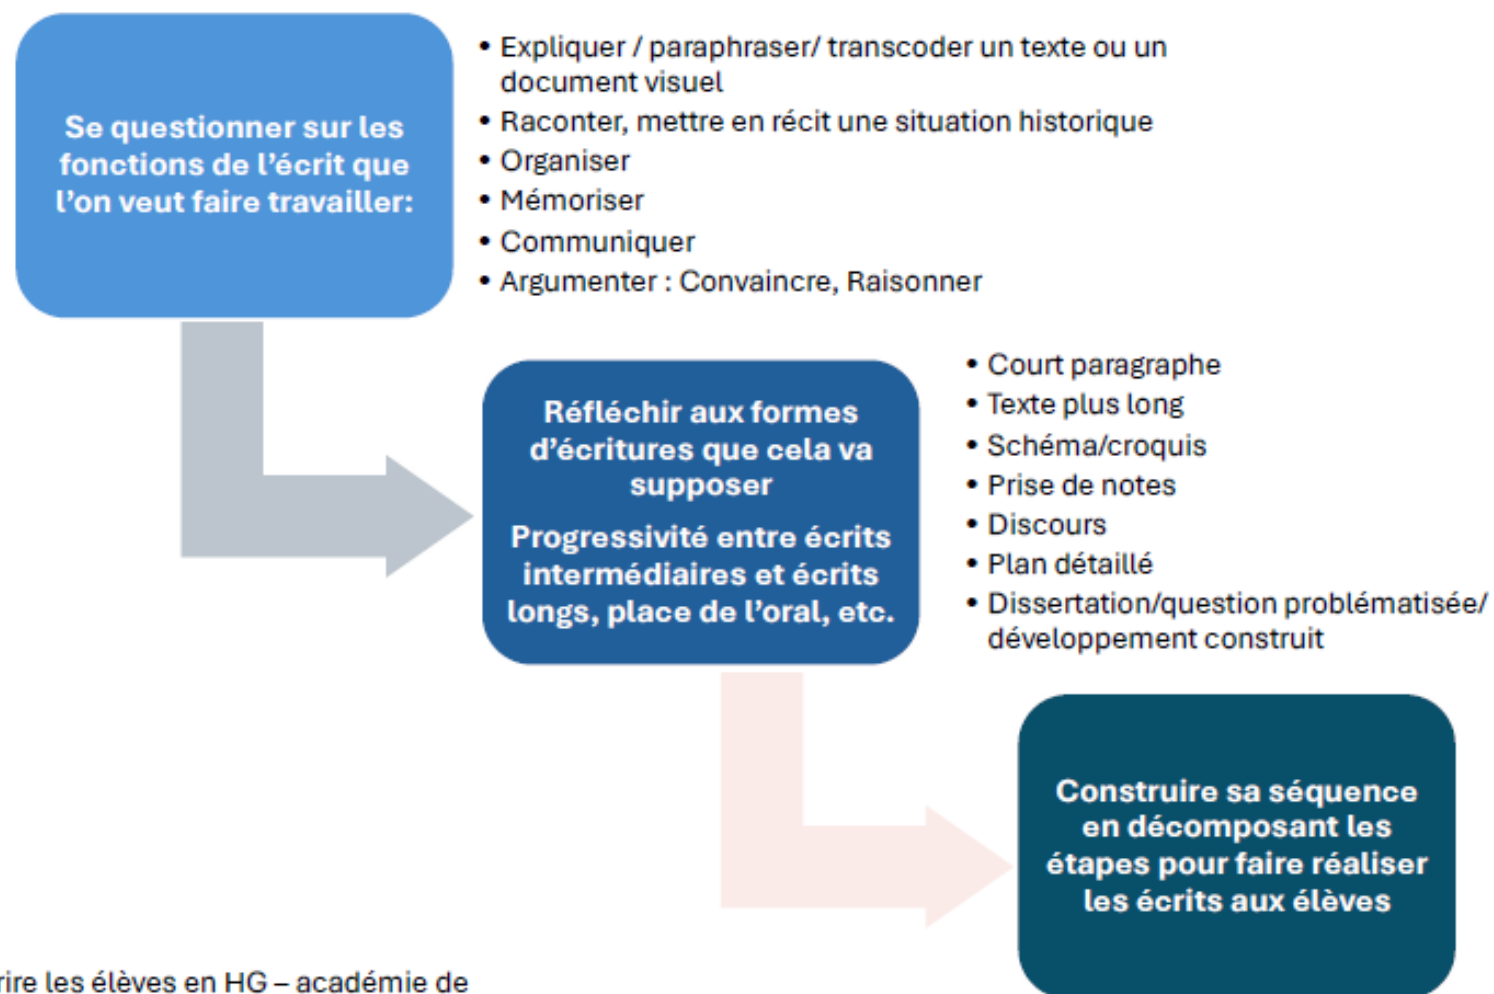 Se questionner sur les
fonctions de l'écrit que
l'on veut faire travailler:
• Expliquer / paraphraser/ transcoder un texte ou un
document visuel
• Raconter, mettre en récit une situation historique
• Organiser
• Mémoriser
• Communiquer
• Argumenter : Convaincre, Raisonner
Réfléchir aux formes
d'écritures que cela va
supposer
Progressivité entre écrits
intermédiaires et écrits
longs, place de l'oral, etc.
• Court paragraphe
• Texte plus long
• Schéma/croquis
• Prise de notes
• Discours
• Plan détaillé
• Dissertation/question problématisée/
développement construit
Construire sa séquence
en décomposant les
étapes pour faire réaliser
les écrits aux élèves
les élèves en HG – académie de